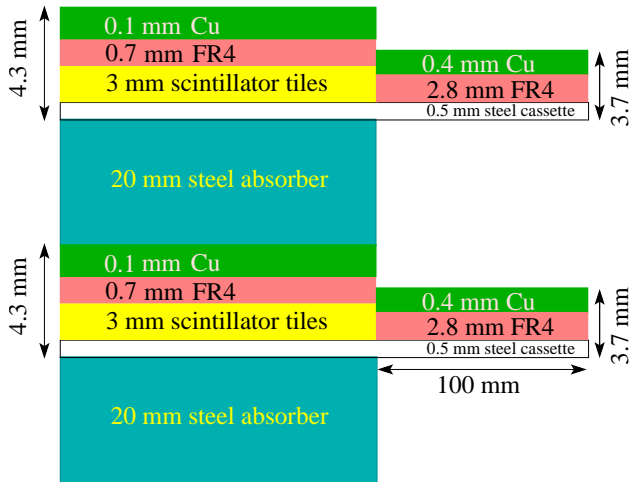 0.1 mm Cu
0.7 mm FR4
3 mm scintillator tiles
4.3 mm
0.4 mm Cu
2.8 mm FR4
0.5 mm steel cassette
3.7 mm
20 mm steel absorber
0.1 mm Cu
0.7 mm FR4
3 mm scintillator tiles
4.3 mm
0.4 mm Cu
2.8 mm FR4
0.5 mm steel cassette
3.7 mm
100 mm
20 mm steel absorber